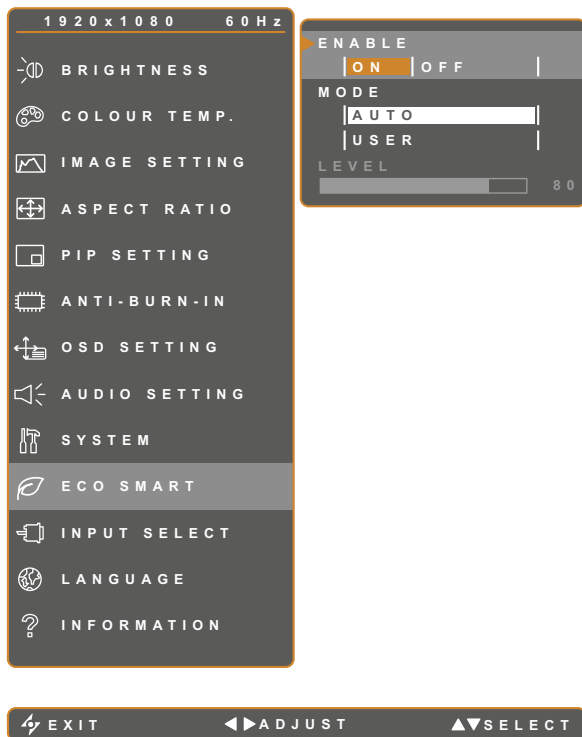 1920x1080 60Hz
BRIGHTNESS
COLOUR TEMP.
IMAGE SETTING
ASPECT RATIO
PIP SETTING
ANTI-BURN-IN
OSD SETTING
AUDIO SETTING
SYSTEM
ECO SMART
INPUT SELECT
LANGUAGE
INFORMATION
ENABLE
ON OFF
MODE
AUTO
USER
LEVEL
80
EXIT ADJUST SELECT